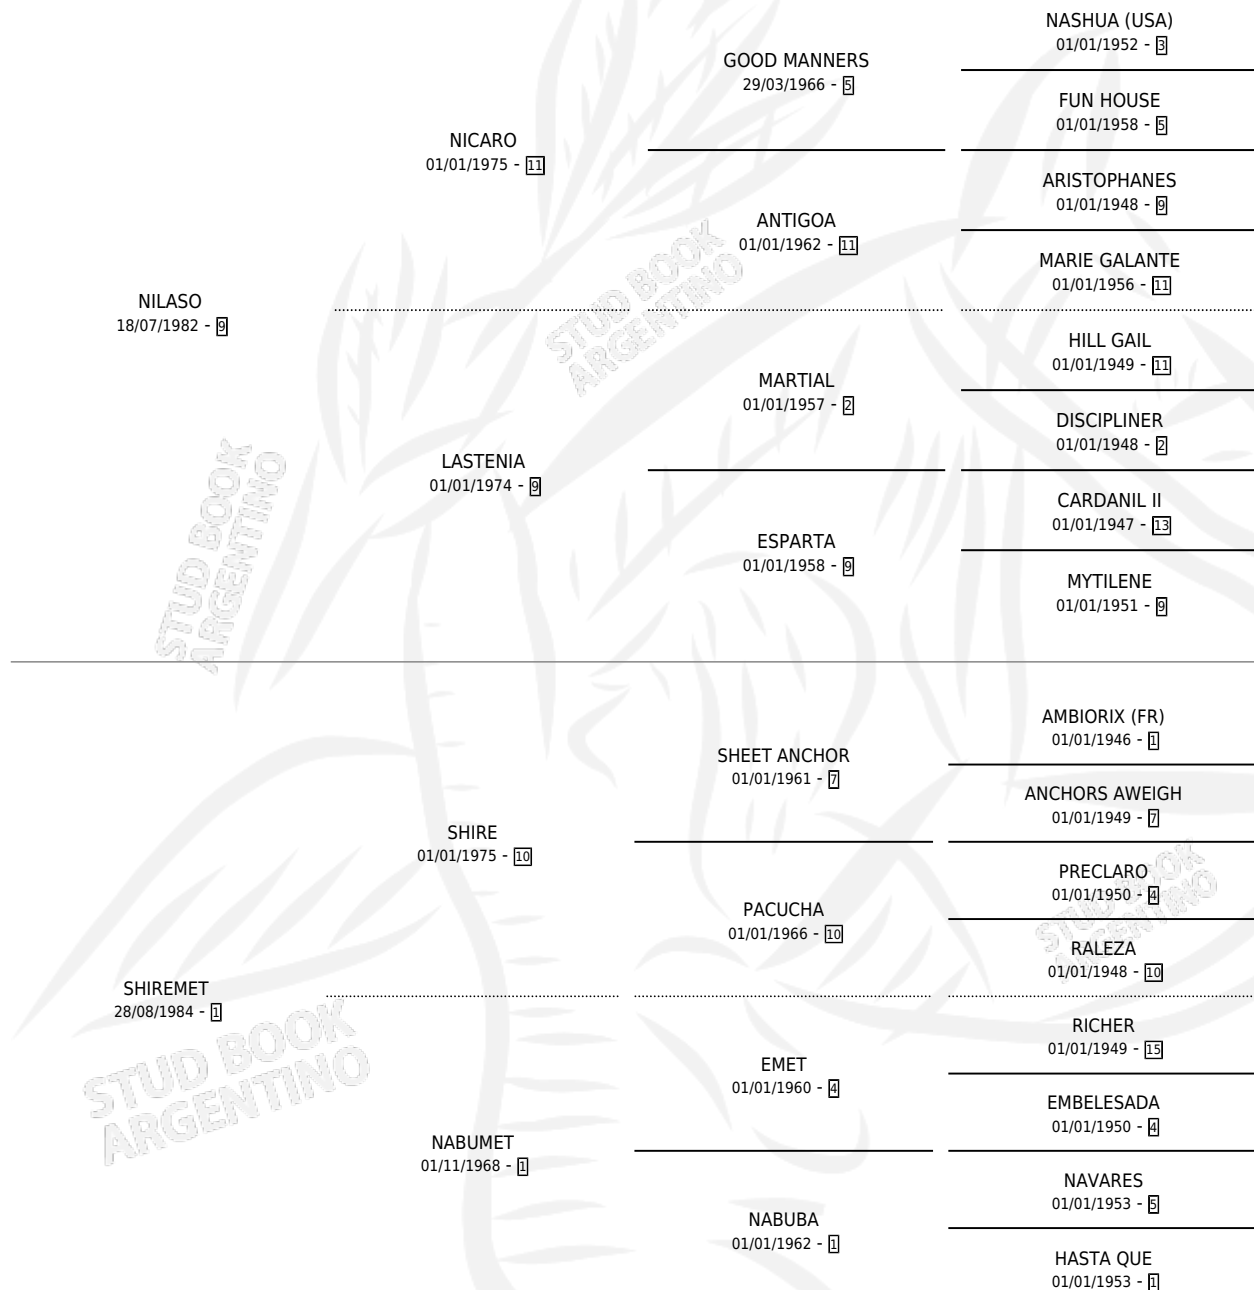 NILASO
18/07/1982 - 9
NICARO
01/01/1975 - 11
GOOD MANNERS
29/03/1966 - 5
NASHUA (USA)
01/01/1952 - 3
FUN HOUSE
01/01/1958 - 5
ANTIGOA
01/01/1962 - 11
ARISTOPHANES
01/01/1948 - 9
MARIE GALANTE
01/01/1956 - 11
LASTENIA
01/01/1974 - 9
MARTIAL
01/01/1957 - 2
HILL GAIL
01/01/1949 - 11
DISCIPLINER
01/01/1948 - 2
ESPARTA
01/01/1958 - 9
CARDANIL II
01/01/1947 - 13
MYTILENE
01/01/1951 - 9
SHIREMET
28/08/1984 - 1
SHIRE
01/01/1975 - 10
SHEET ANCHOR
01/01/1961 - 7
AMBIORIX (FR)
01/01/1946 - 1
ANCHORS AWEIGH
01/01/1949 - 7
PACUCHA
01/01/1966 - 10
PRECLARO
01/01/1950 - 4
RALEZA
01/01/1948 - 10
NABUMET
01/11/1968 - 1
EMET
01/01/1960 - 4
RICHER
01/01/1949 - 15
EMBELESADA
01/01/1950 - 4
NABUBA
01/01/1962 - 1
NAVARES
01/01/1953 - 5
HASTA QUE
01/01/1953 - 1
STUD BOOK
ARGENTINO
STUD BOOK
ARGENTINO
STUD BOOK
ARGENTINO
STUD BOOK
ARGENTINO